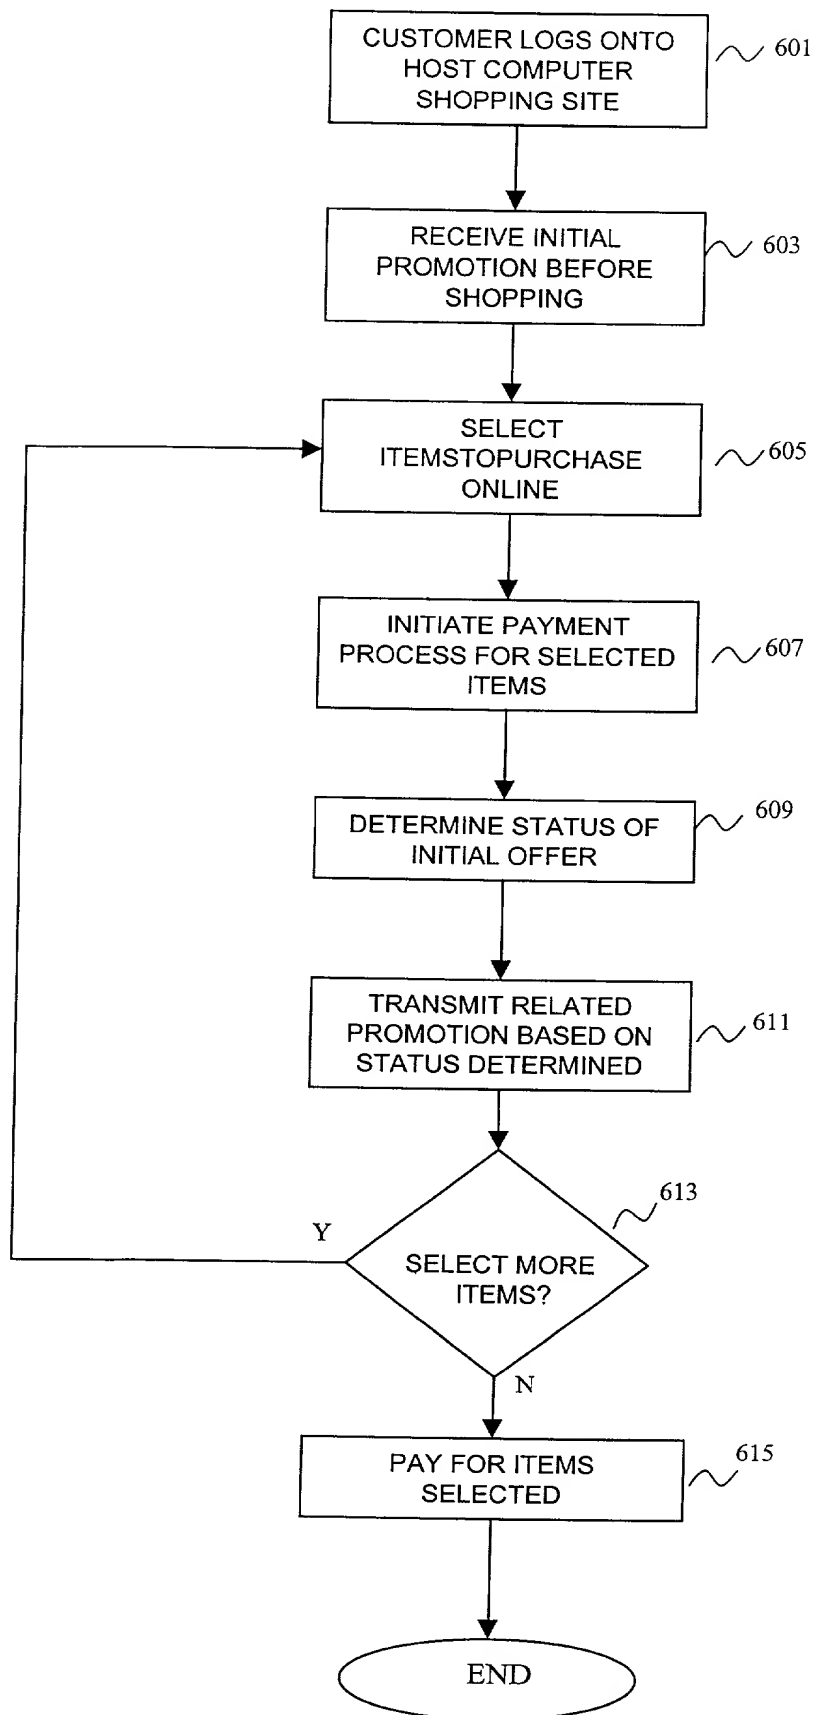 CUSTOMER LOGS ONTO
HOST COMPUTER
SHOPPING SITE
601
RECEIVE INITIAL
PROMOTION BEFORE
SHOPPING
603
SELECT
ITEMSTOPURCHASE
ONLINE
605
INITIATE PAYMENT
PROCESS FOR SELECTED
ITEMS
607
DETERMINE STATUS OF
INITIAL OFFER
609
TRANSMIT RELATED
PROMOTION BASED ON
STATUS DETERMINED
611
613
Y
SELECT MORE
ITEMS?
N
PAY FOR ITEMS
SELECTED
615
END